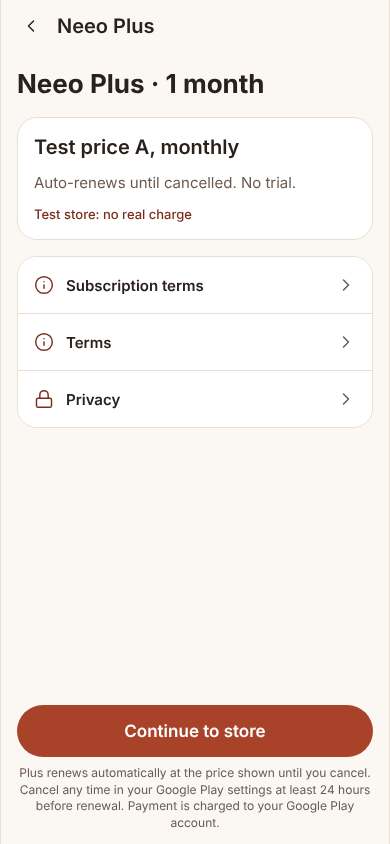 Neeo Plus
Neeo Plus · 1 month
Test price A, monthly
Auto-renews until cancelled. No trial.
Test store: no real charge
Subscription terms
Terms
Privacy
Continue to store
Plus renews automatically at the price shown until you cancel.
Cancel any time in your Google Play settings at least 24 hours
before renewal. Payment is charged to your Google Play
account.